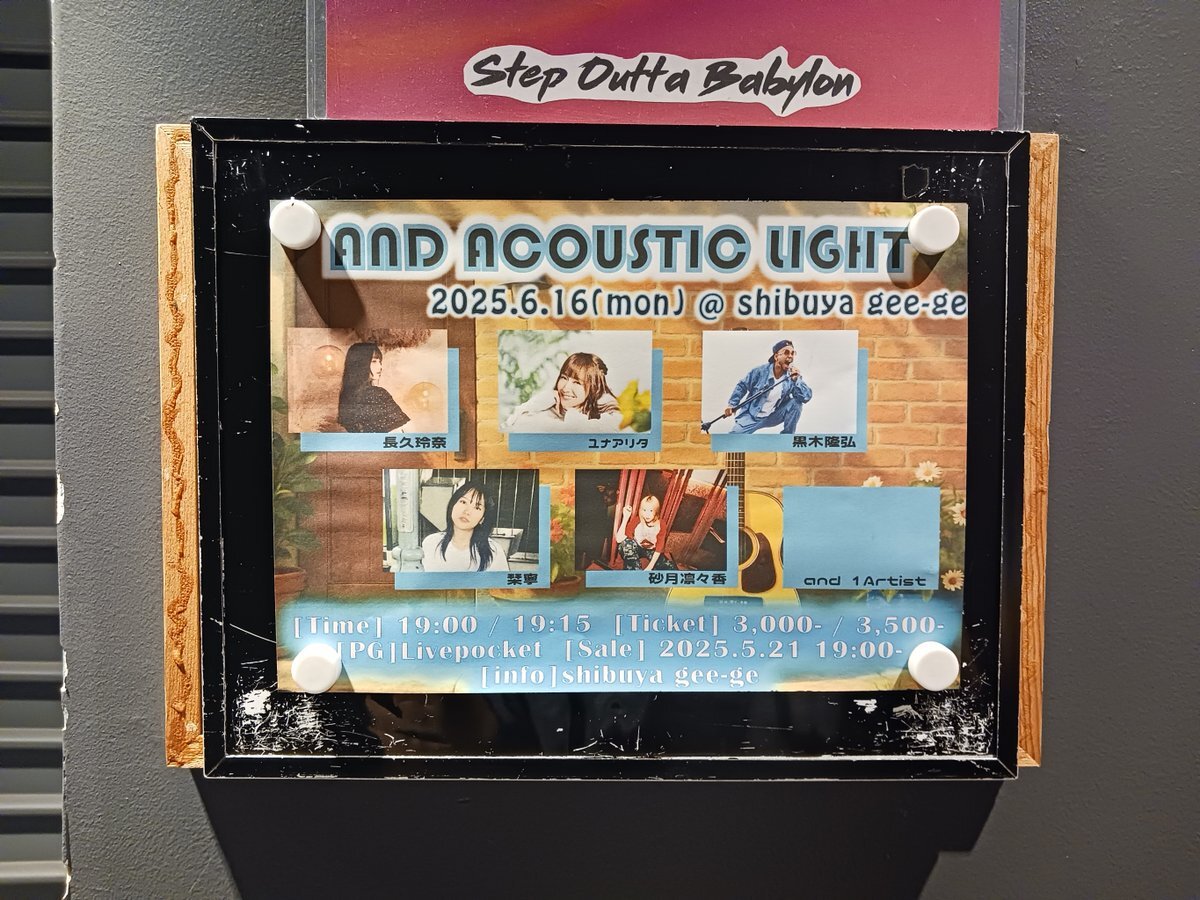 Step Outta Babylon
AND ACOUSTIC LIGHT
2025.6.16(mon) @ shibuya gee-ge
長久玲奈
ユナアリタ
黒木隆弘
栞寧
砂月凛々香
and 1Artist
[Time] 19:00 / 19:15 [Ticket] 3,000- / 3,500-
[PG]Livepocket [Sale] 2025.5.21 19:00-
[info]shibuya gee-ge